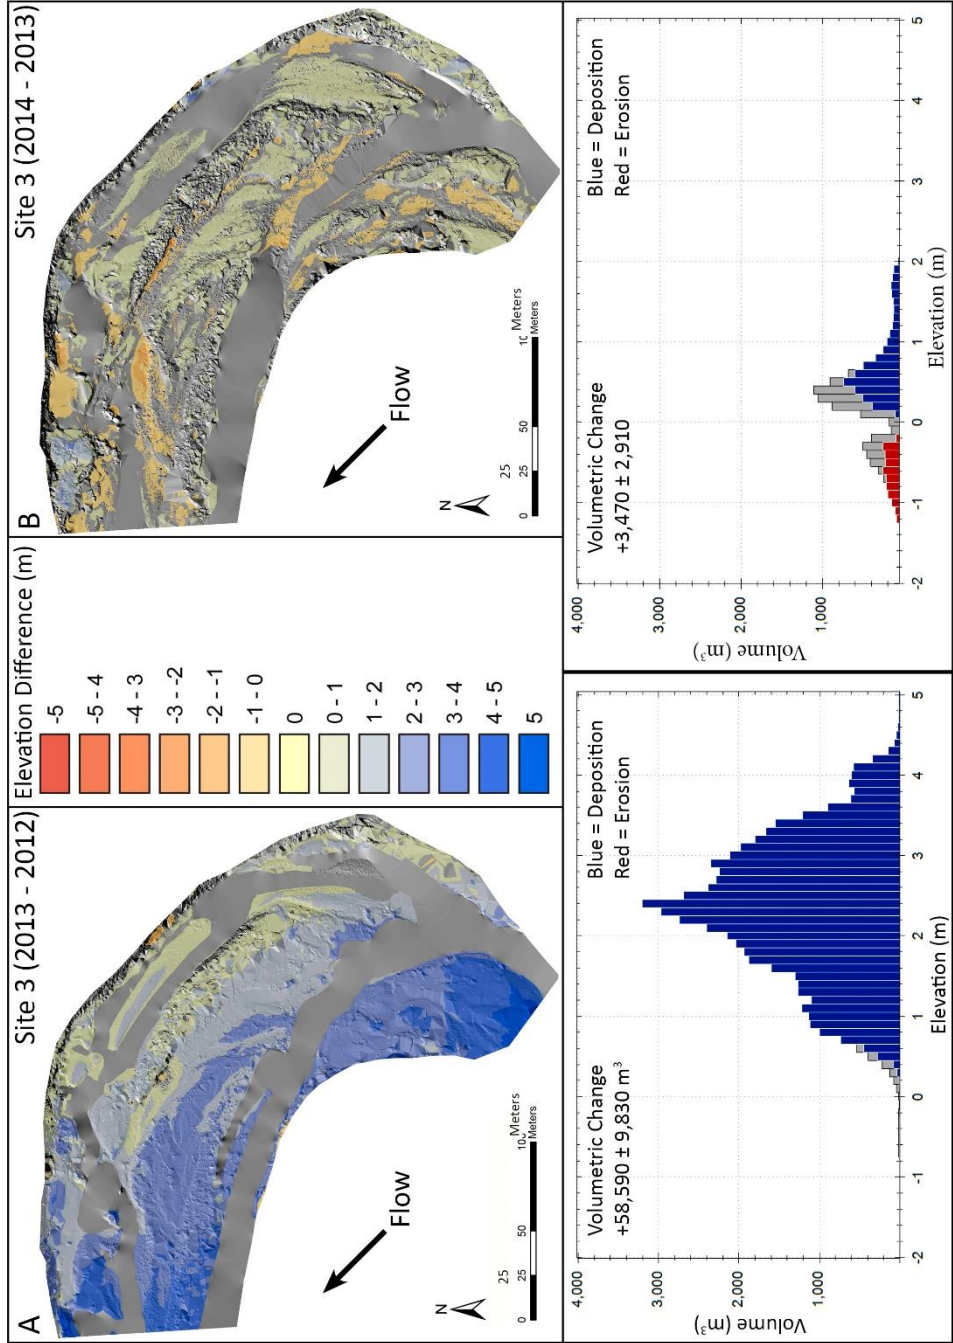 A
Site 3 (2013 - 2012)
N
Flow
25
Meters
0
25
50
Meters
Elevation Difference (m)
-5
-5 - -4
-4 - -3
-3 - -2
-2 - -1
-1 - 0
0
0 - 1
1 - 2
2 - 3
3 - 4
4 - 5
5
B
Site 3 (2014 - 2013)
N
Flow
25
Meters
0
50
Meters
Volumetric Change
+58,590 ± 9,830 m³
Blue = Deposition
Red = Erosion
4,000
3,000
2,000
1,000
Volume (m³)
-2
-1
0
1
2
3
4
5
Elevation (m)
Volumetric Change
+3,470 ± 2,910
Blue = Deposition
Red = Erosion
4,000
3,000
2,000
1,000
Volume (m³)
-2
-1
0
1
2
3
4
5
Elevation (m)